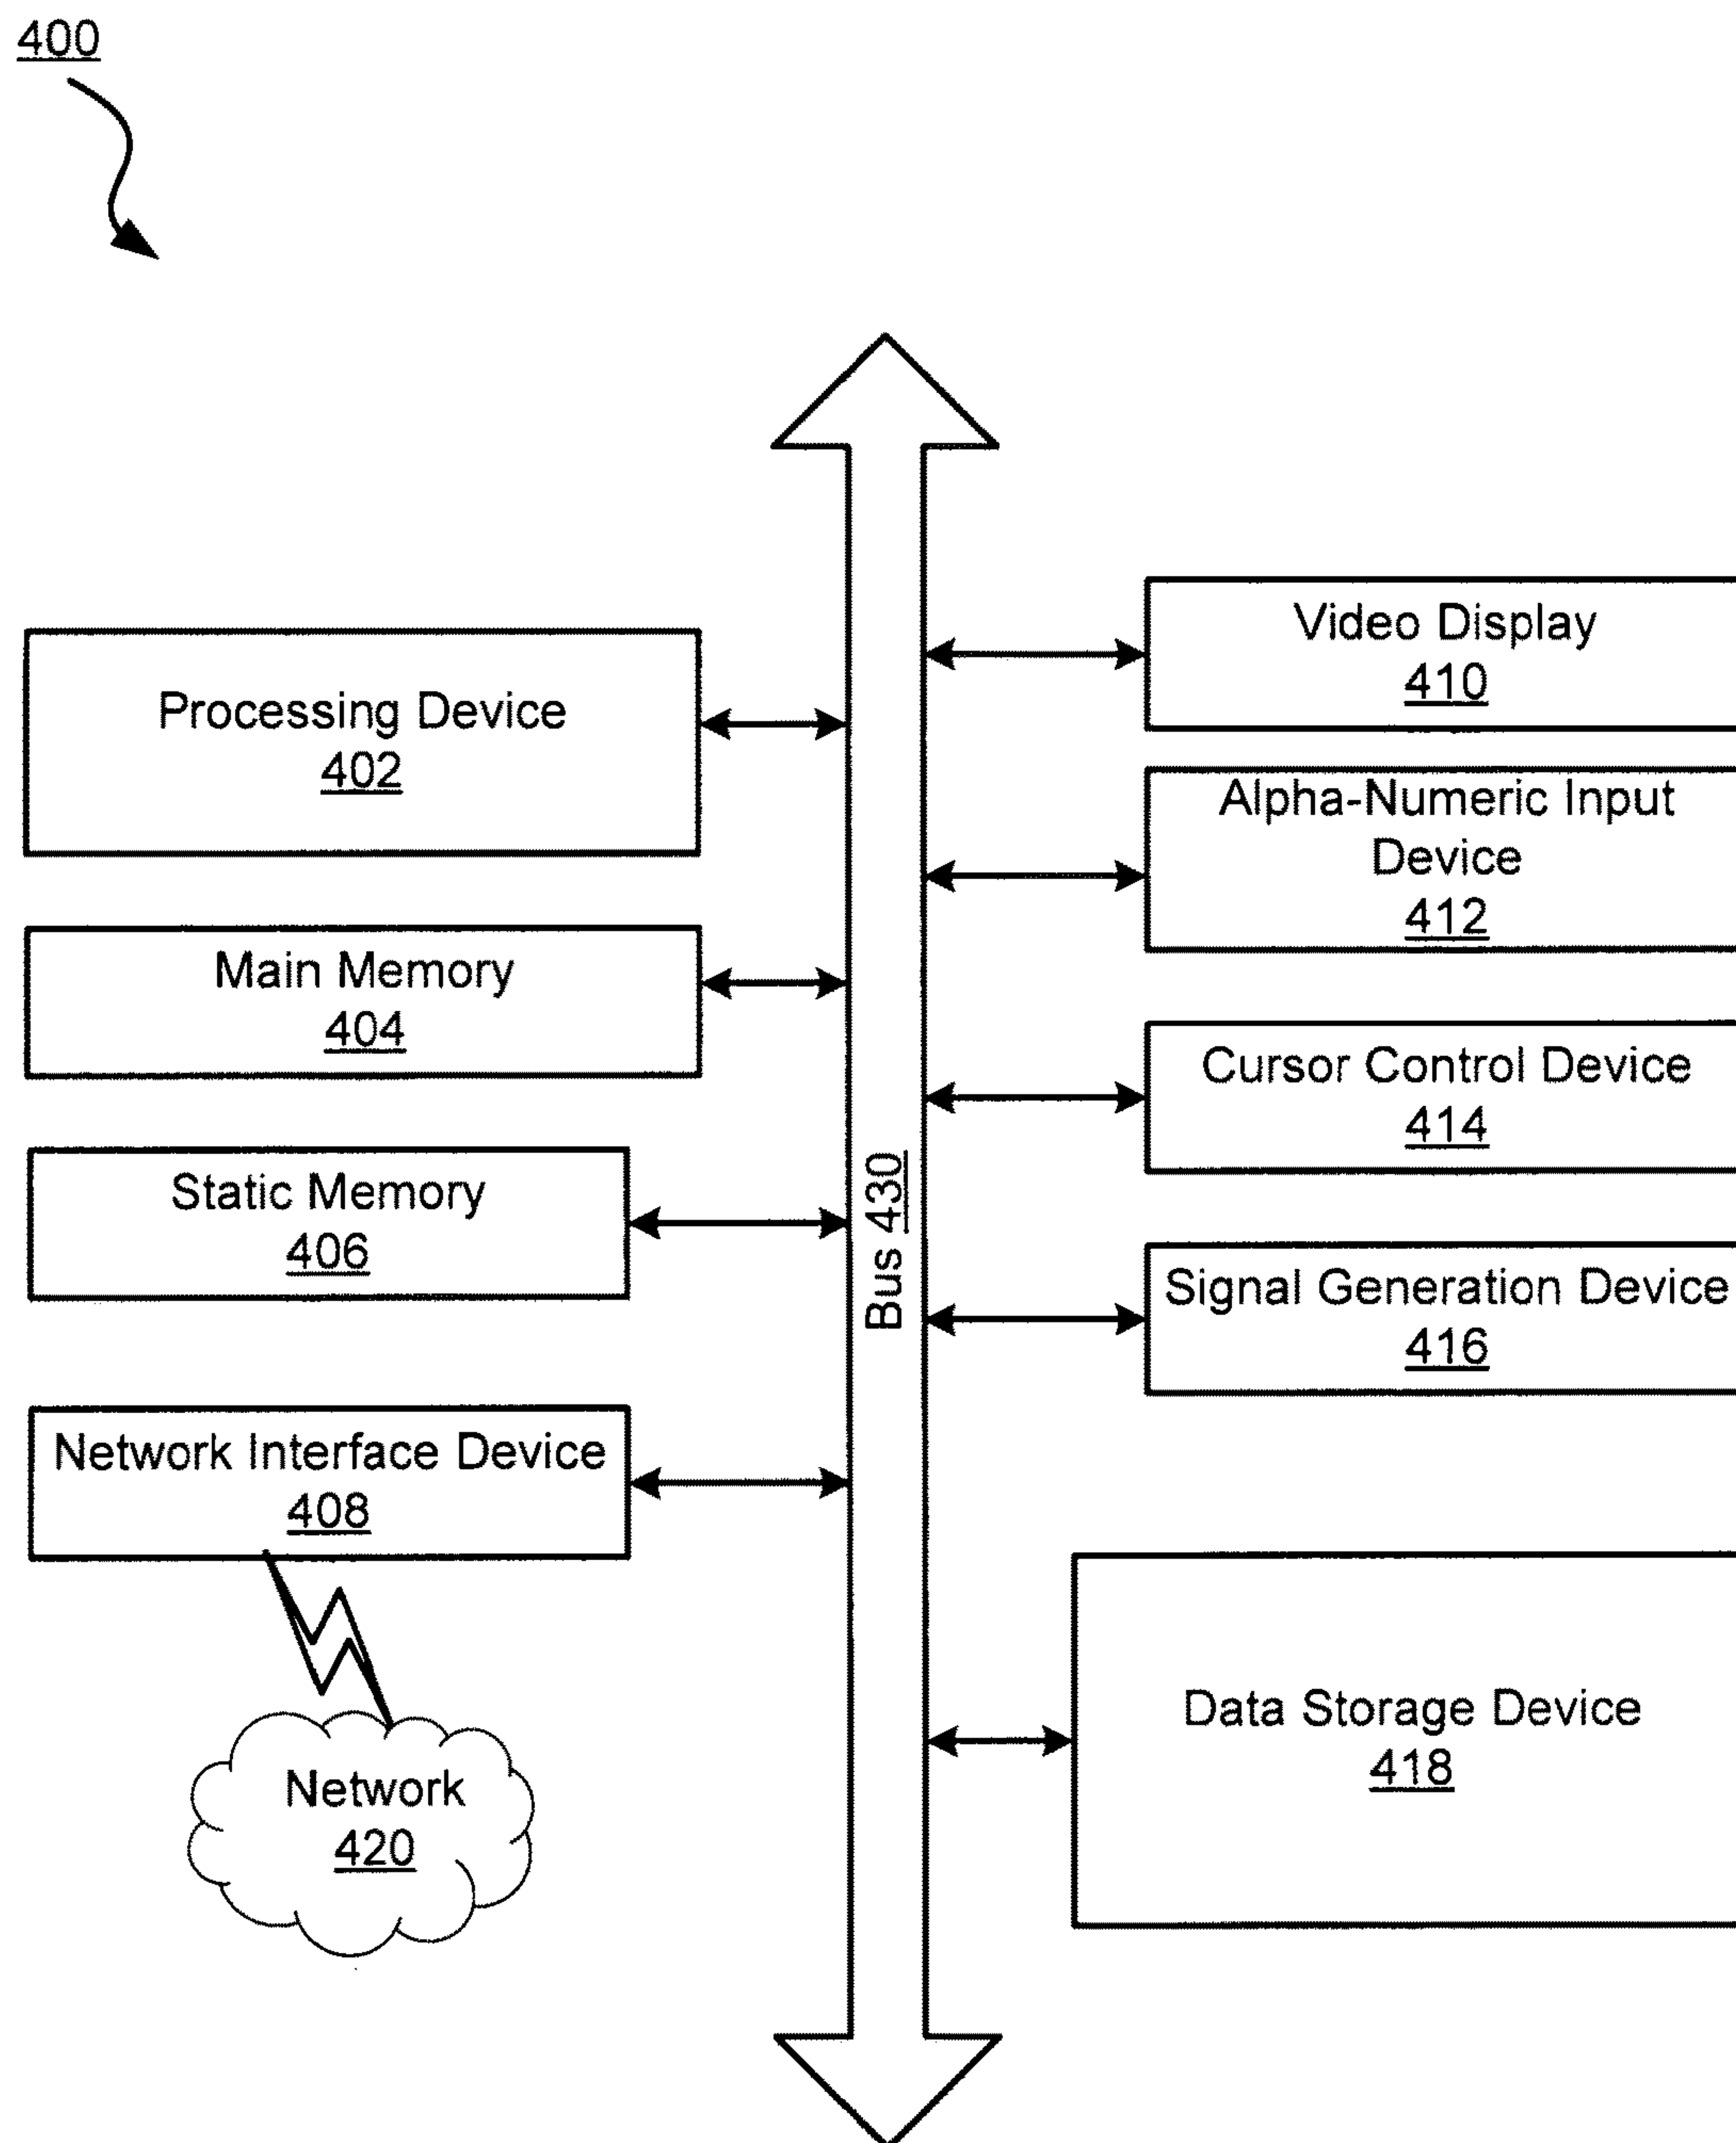 400
Processing Device
402
Main Memory
404
Static Memory
406
Network Interface Device
408
Network
420
Bus 430
Video Display
410
Alpha-Numeric Input
Device
412
Cursor Control Device
414
Signal Generation Device
416
Data Storage Device
418